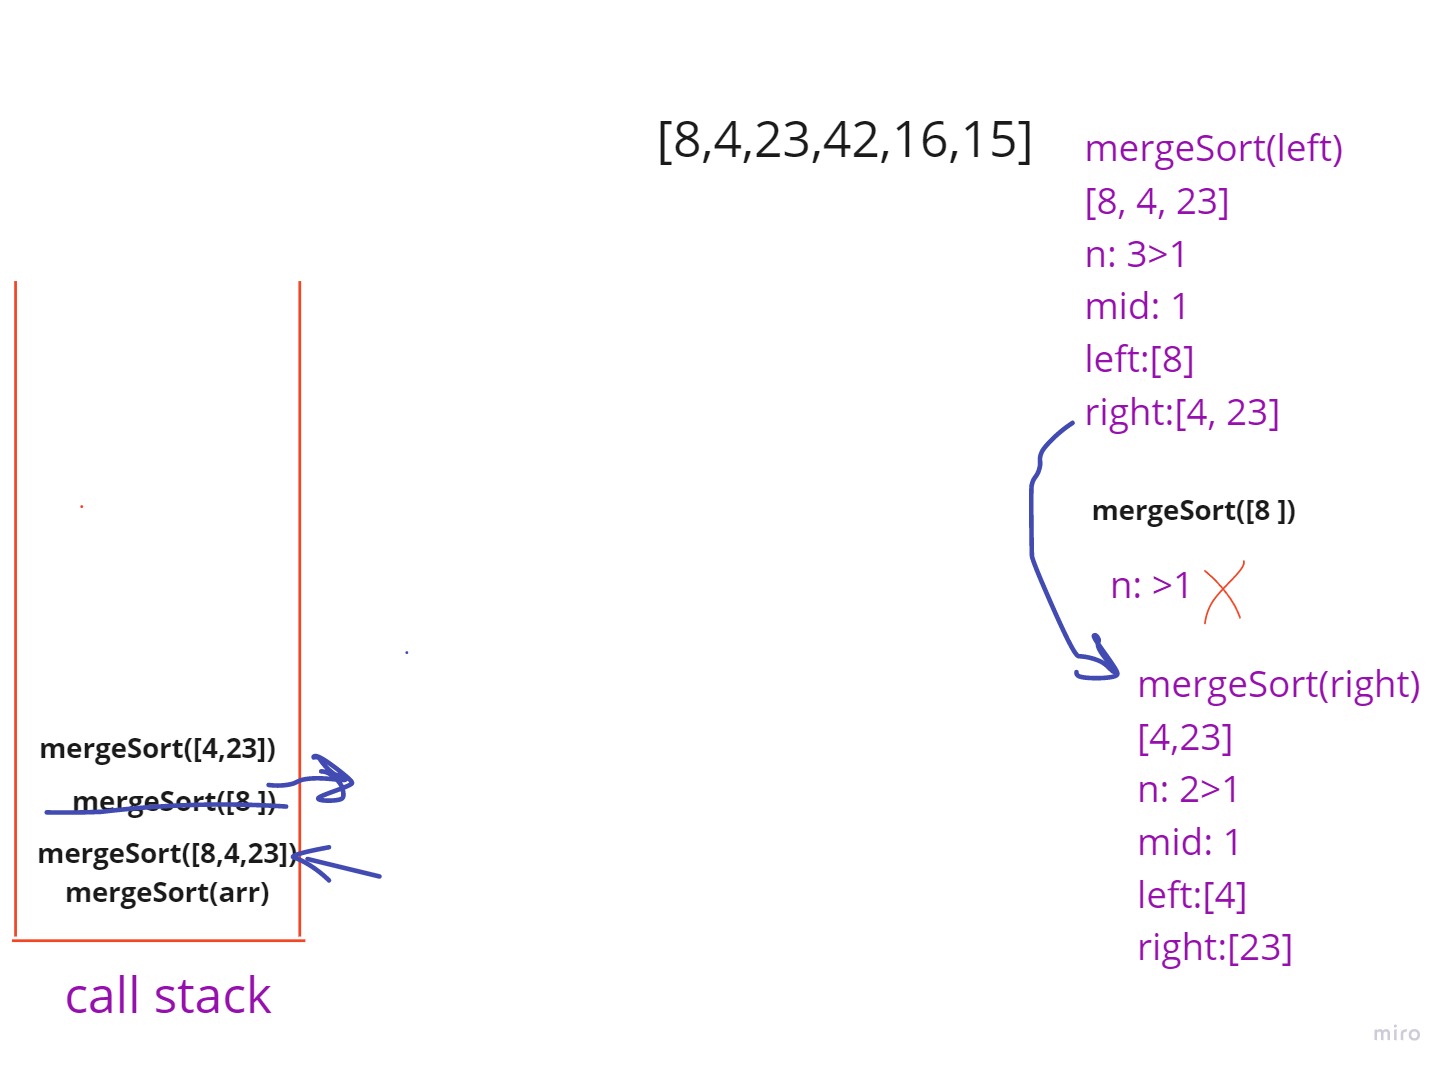 [8,4,23,42,16,15]
mergeSort(left)
[8, 4, 23]
n: 3>1
mid: 1
left:[8]
right:[4, 23]
mergeSort([8 ])
n: >1
mergeSort(right)
[4,23]
n: 2>1
mid: 1
left:[4]
right:[23]
mergeSort([4,23])
mergeSort([8 ])
mergeSort([8,4,23])
mergeSort(arr)
call stack
miro